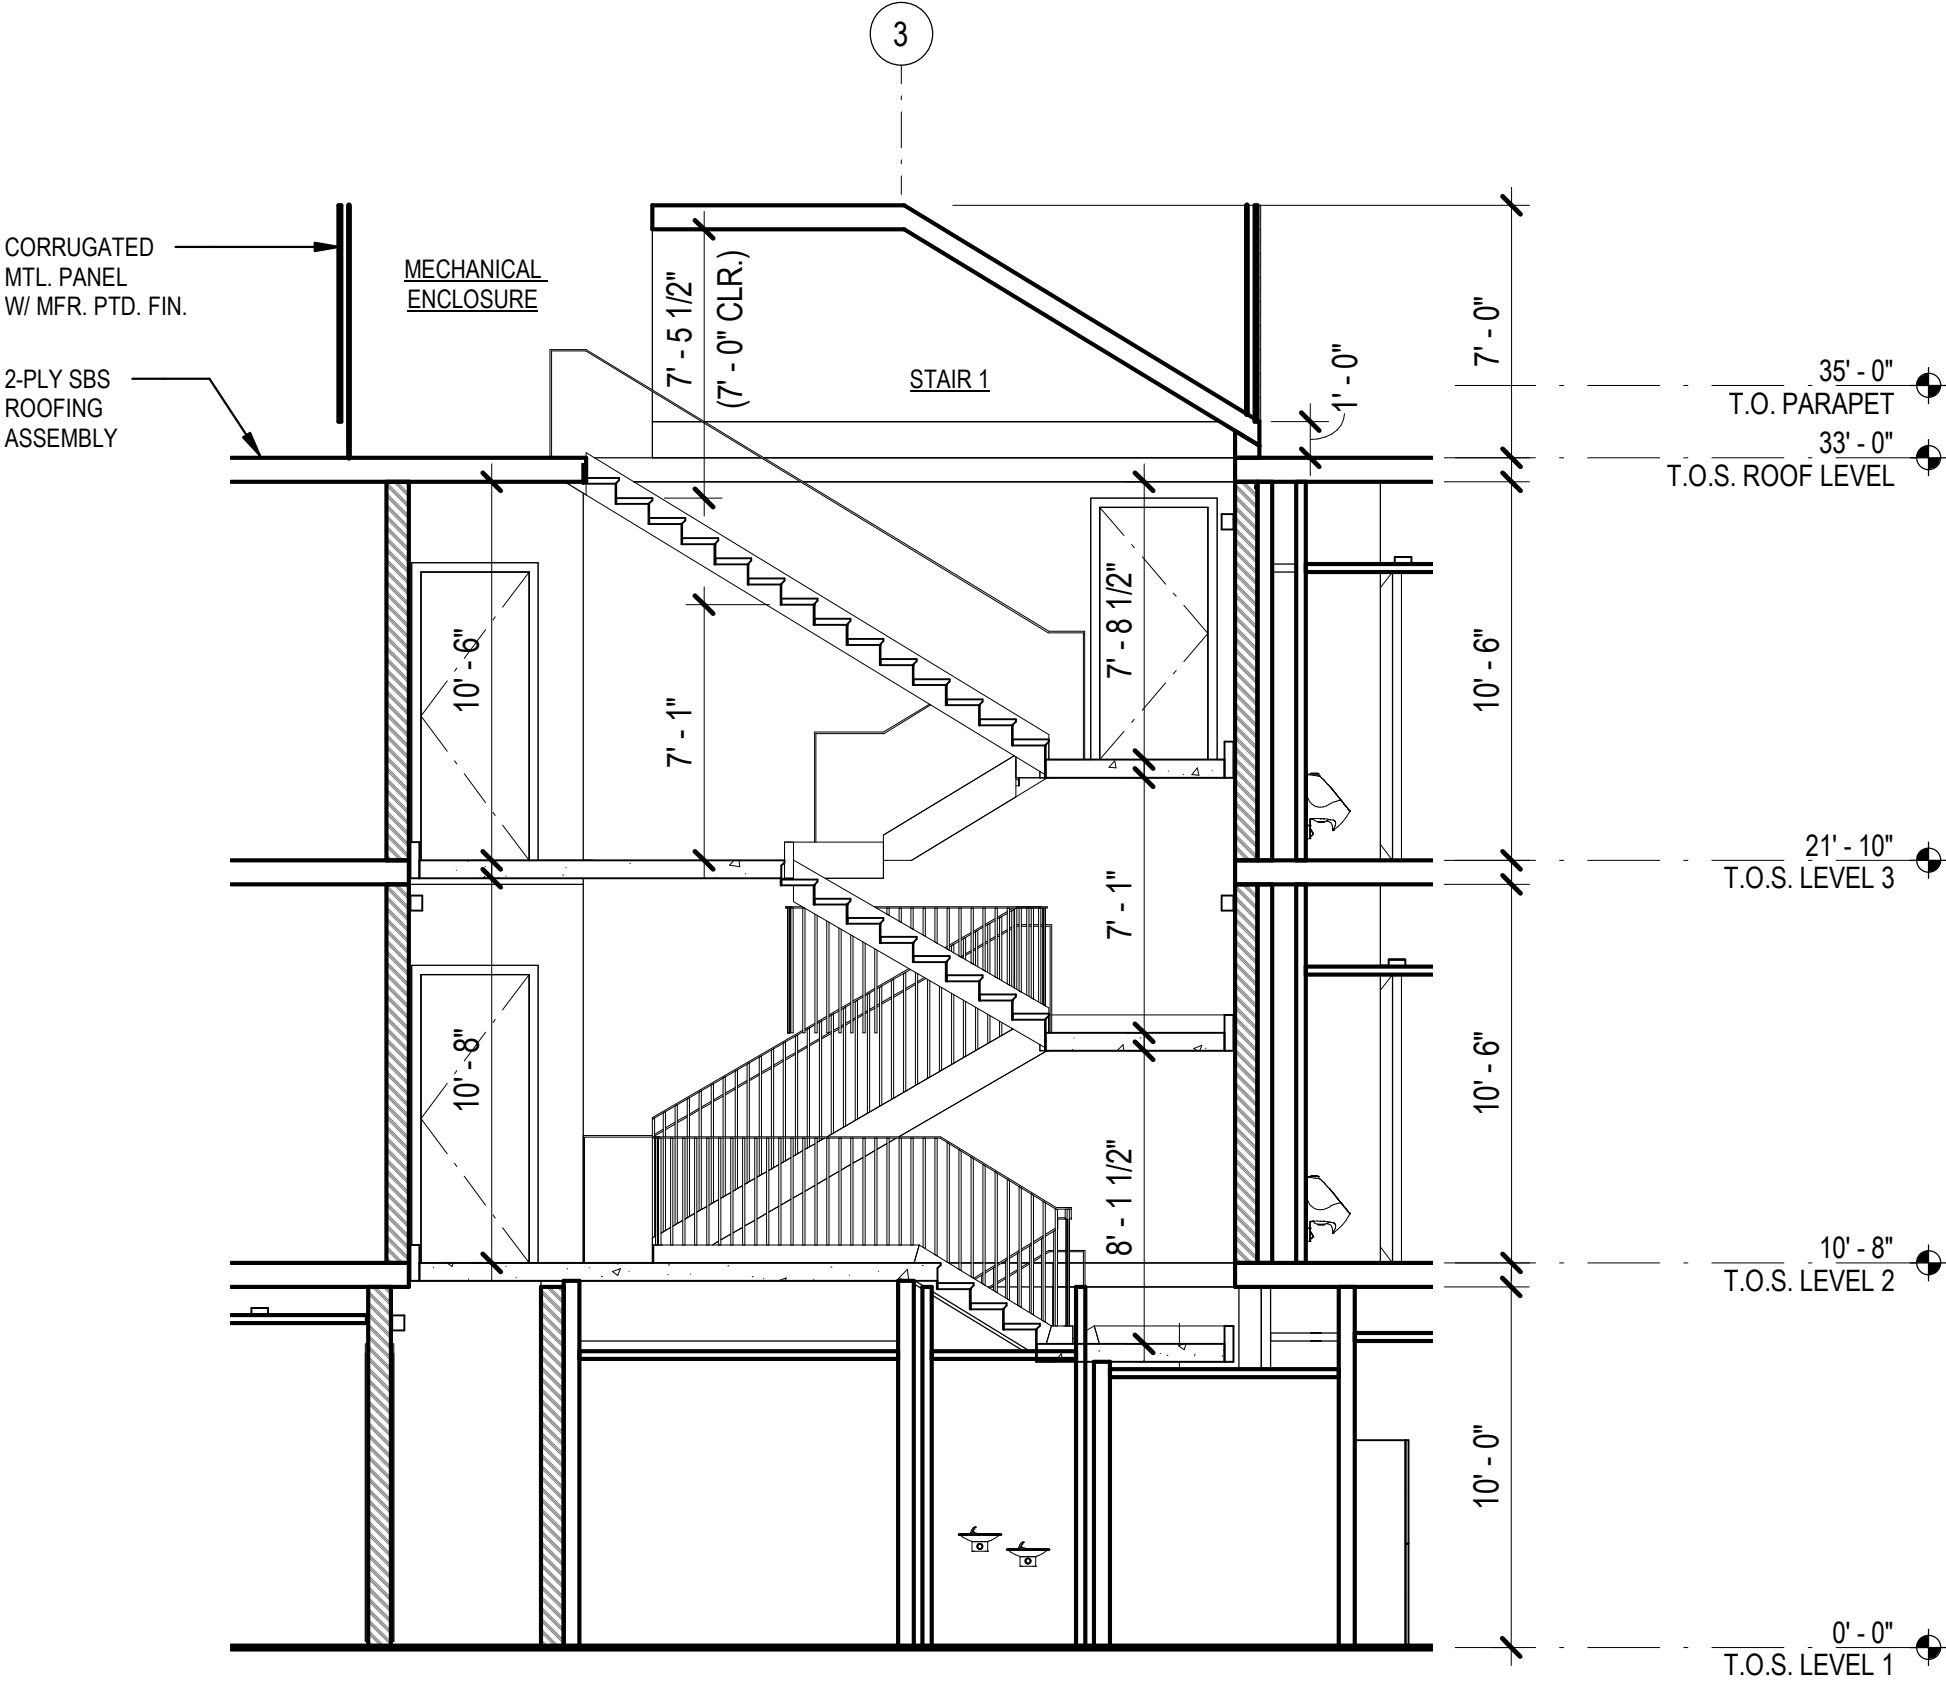 3
CORRUGATED
MTL. PANEL
W/ MFR. PTD. FIN.
MECHANICAL
ENCLOSURE
7' - 5 1/2"
(7' - 0" CLR.)
STAIR 1
7' - 0"
1' - 0"
2-PLY SBS
ROOFING
ASSEMBLY
35' - 0"
T.O. PARAPET
33' - 0"
T.O.S. ROOF LEVEL
10' - 6"
7' - 1"
7' - 8 1/2"
10' - 6"
21' - 10"
T.O.S. LEVEL 3
10' - 8"
7' - 1"
8' - 1 1/2"
10' - 6"
10' - 8"
T.O.S. LEVEL 2
10' - 0"
0' - 0"
T.O.S. LEVEL 1